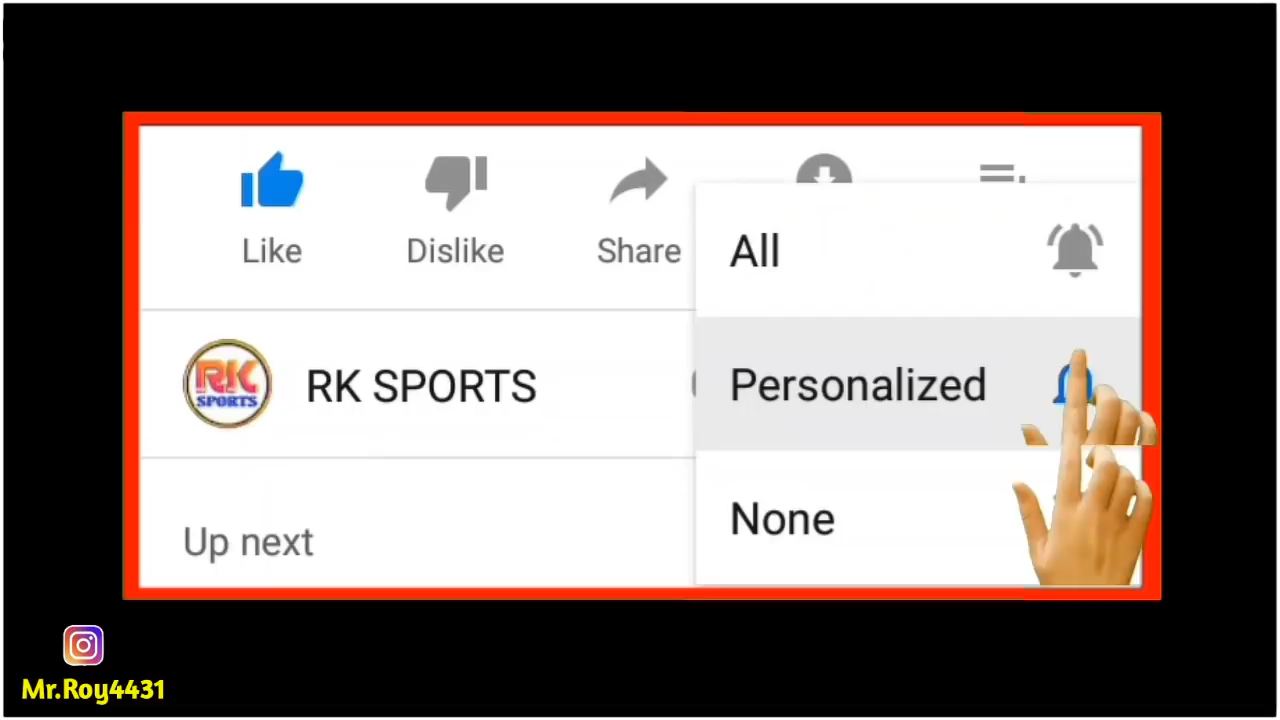 Like Dislike Share
All
RK SPORTS
RK SPORTS
Personalized
None
Up next
Mr.Roy4431